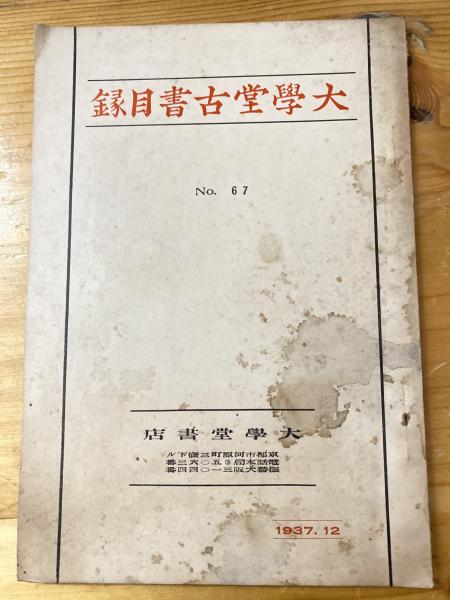 大學堂古書目録
No. 67
大學堂書店
京都市河原町三條下ル
電話本局五〇六三番
振替大阪三一〇四四番
1937.12